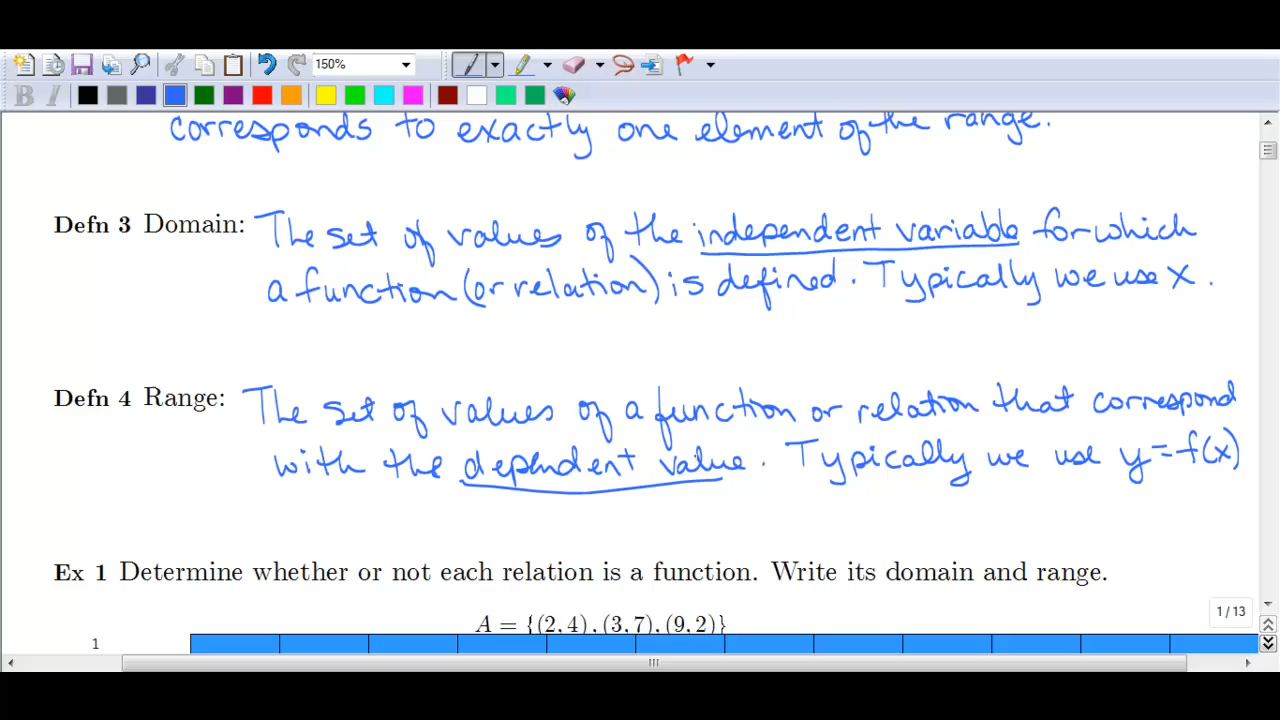 150%
B I
corresponds to exactly one element of the range.
Defn 3 Domain: The set of values of the independent variable for which
a function (or relation) is defined. Typically we use x.
Defn 4 Range: The set of values of a function or relation that correspond
with the dependent value. Typically we use y=f(x)
Ex 1 Determine whether or not each relation is a function. Write its domain and range.
A = {(2, 4), (3, 7), (9, 2)}
1 / 13
1